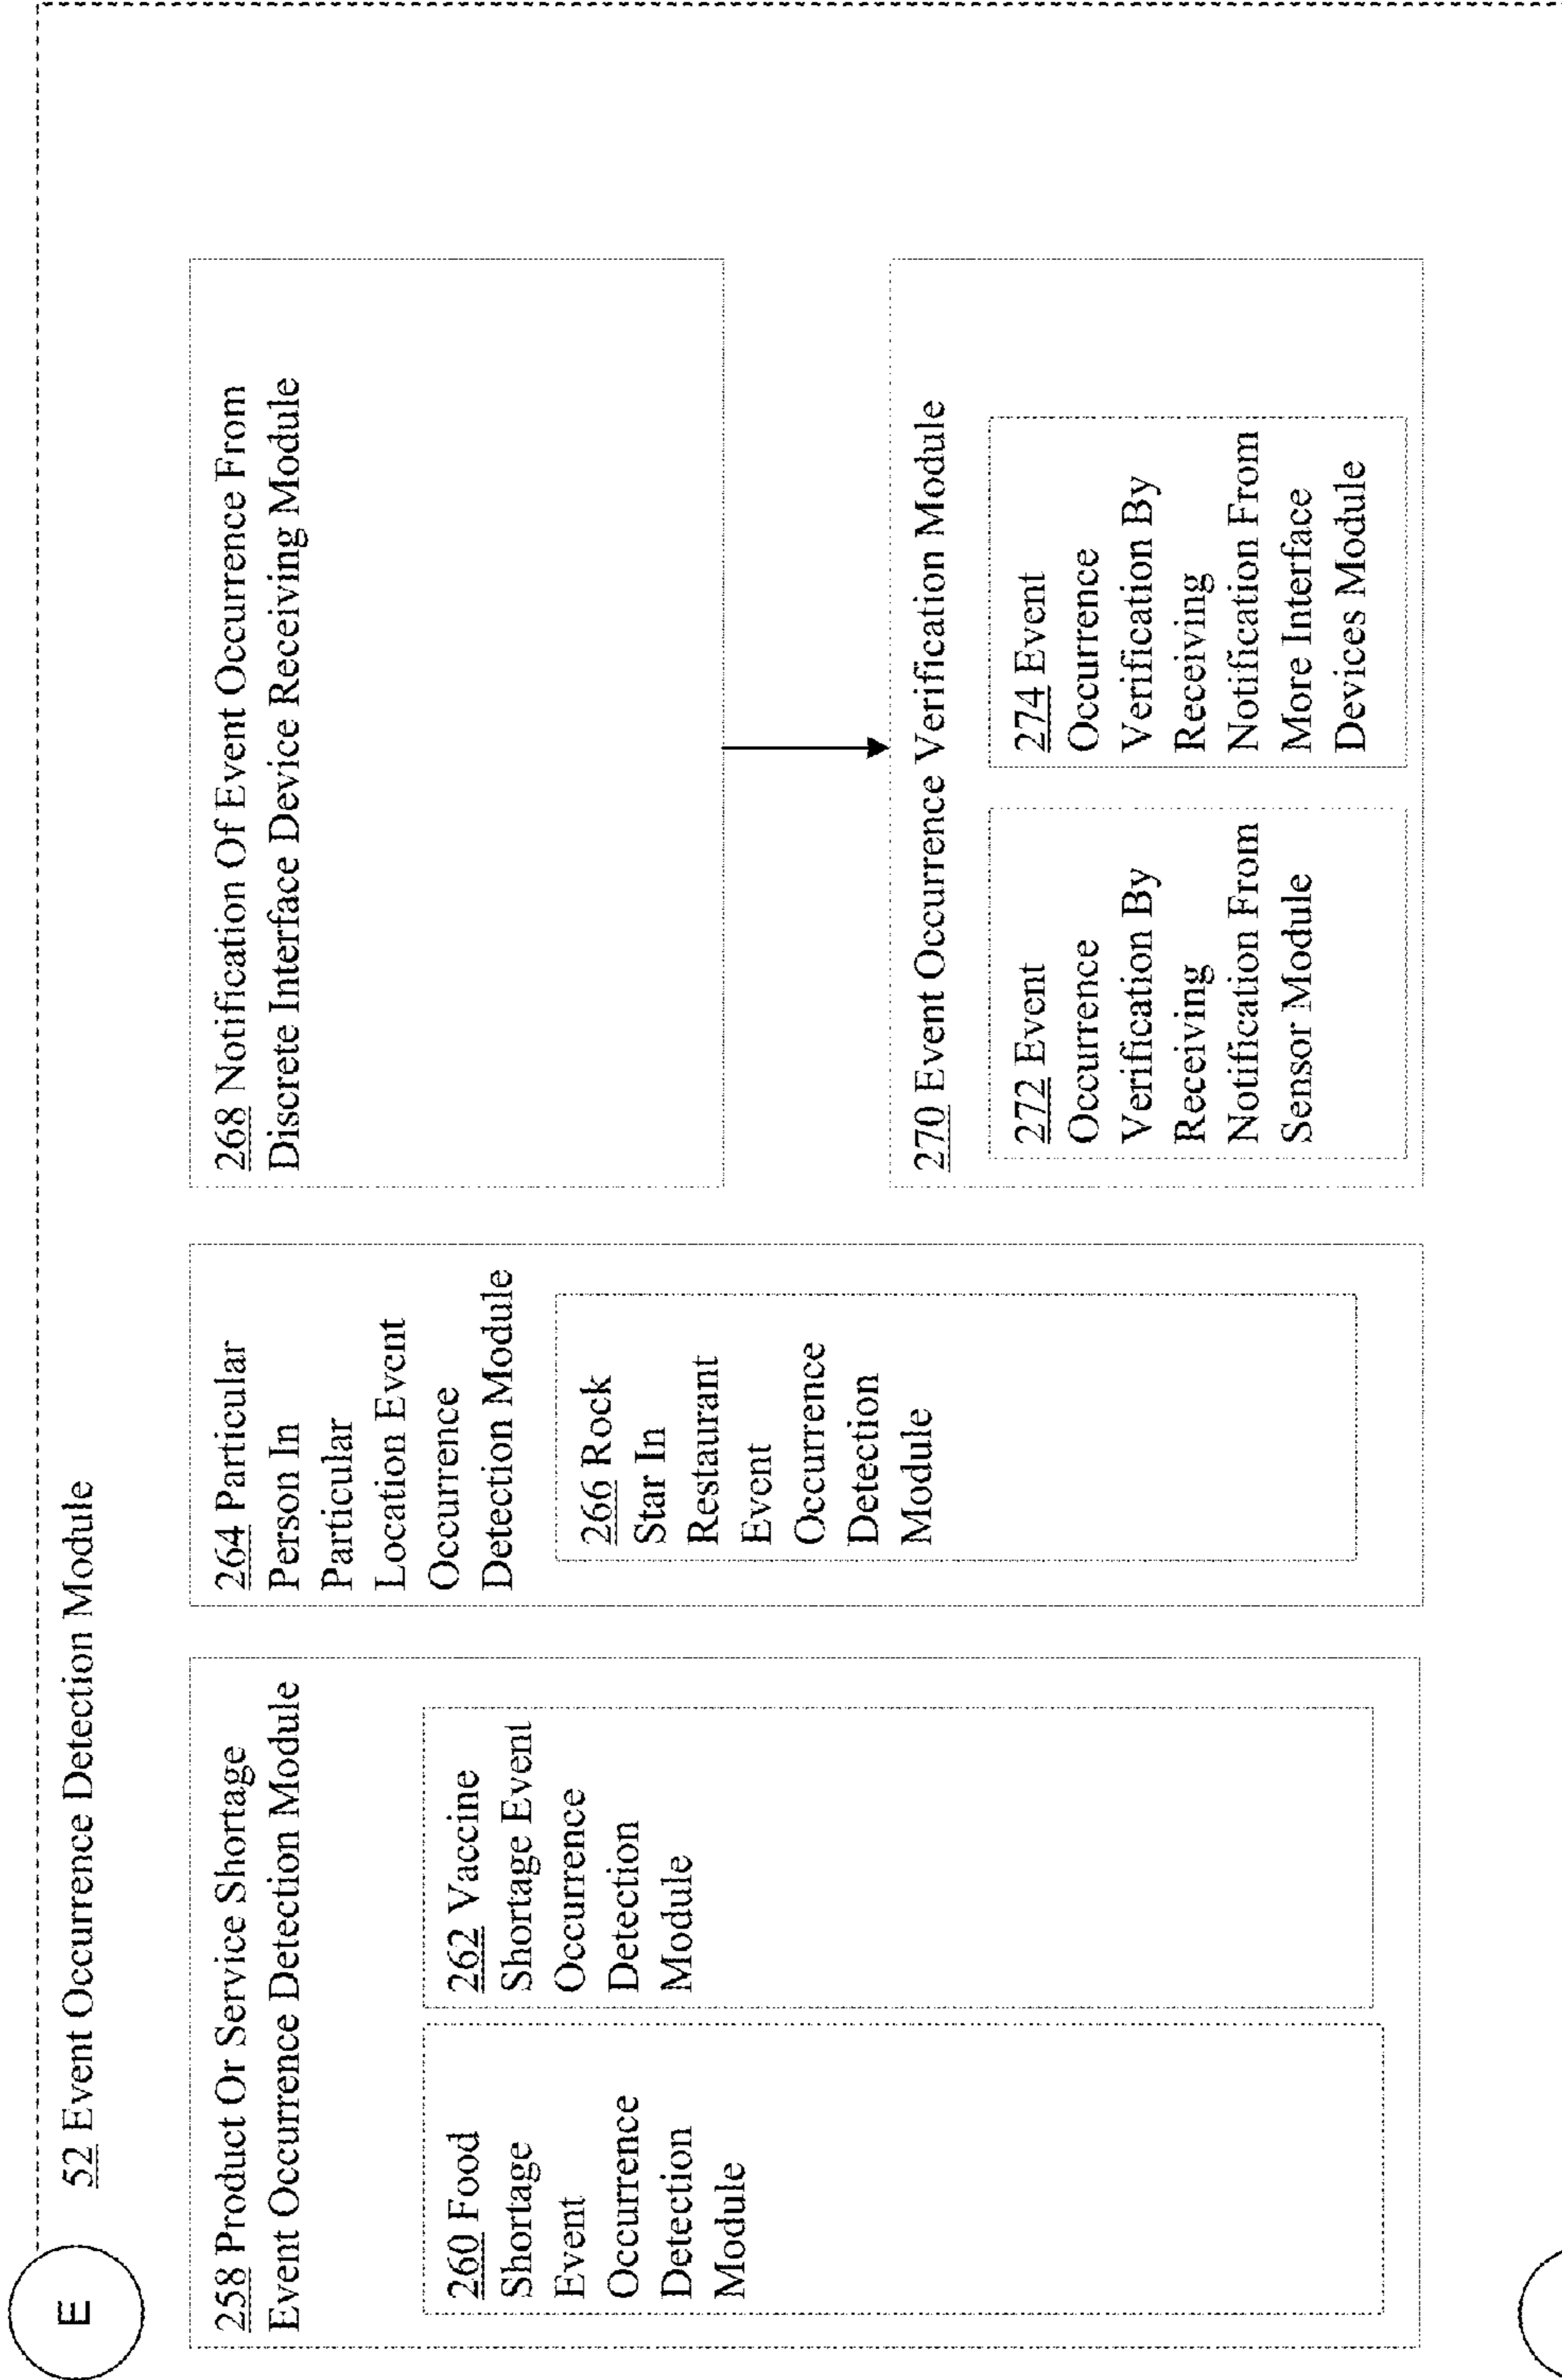 E
52 Event Occurrence Detection Module
258 Product Or Service Shortage
Event Occurrence Detection Module
260 Food
Shortage
Event
Occurrence
Detection
Module
262 Vaccine
Shortage Event
Occurrence
Detection
Module
264 Particular
Person In
Particular
Location Event
Occurrence
Detection Module
266 Rock
Star In
Restaurant
Event
Occurrence
Detection
Module
268 Notification Of Event Occurrence From
Discrete Interface Device Receiving Module
270 Event Occurrence Verification Module
272 Event
Occurrence
Verification By
Receiving
Notification From
Sensor Module
274 Event
Occurrence
Verification By
Receiving
Notification From
More Interface
Devices Module